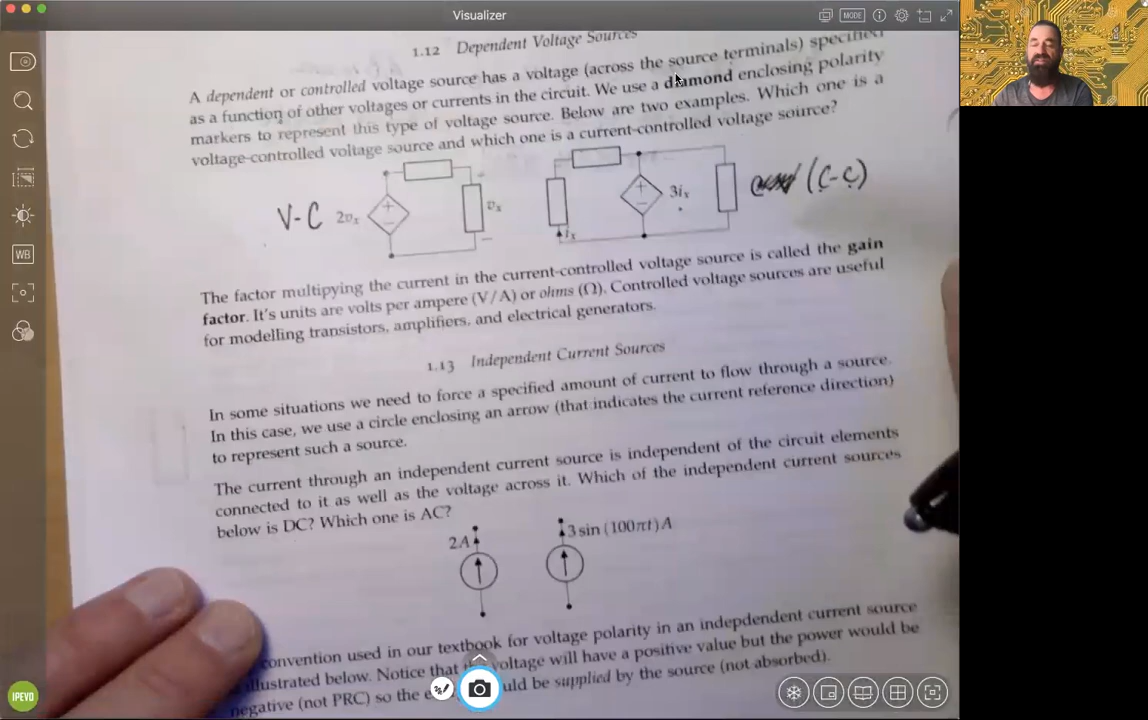 Visualizer
MODE
1.12 Dependent Voltage Sources
A dependent or controlled voltage source has a voltage (across the source terminals) specified
as a function of other voltages or currents in the circuit. We use a diamond enclosing polarity
markers to represent this type of voltage source. Below are two examples. Which one is a
voltage-controlled voltage source and which one is a current-controlled voltage source?
V-C 2vx + − + vx − ix + − 3ix (C-C)
The factor multipying the current in the current-controlled voltage source is called the gain
factor. It's units are volts per ampere (V/A) or ohms (Ω). Controlled voltage sources are useful
for modelling transistors, amplifiers, and electrical generators.
1.13 Independent Current Sources
In some situations we need to force a specified amount of current to flow through a source.
In this case, we use a circle enclosing an arrow (that indicates the current reference direction)
to represent such a source.
The current through an independent current source is independent of the circuit elements
connected to it as well as the voltage across it. Which of the independent current sources
below is DC? Which one is AC?
2A 3 sin (100πt) A
convention used in our textbook for voltage polarity in an indepdendent current source
illustrated below. Notice that voltage will have a positive value but the power would be
negative (not PRC) so the be supplied by the source (not absorbed).
WB
IPEVO